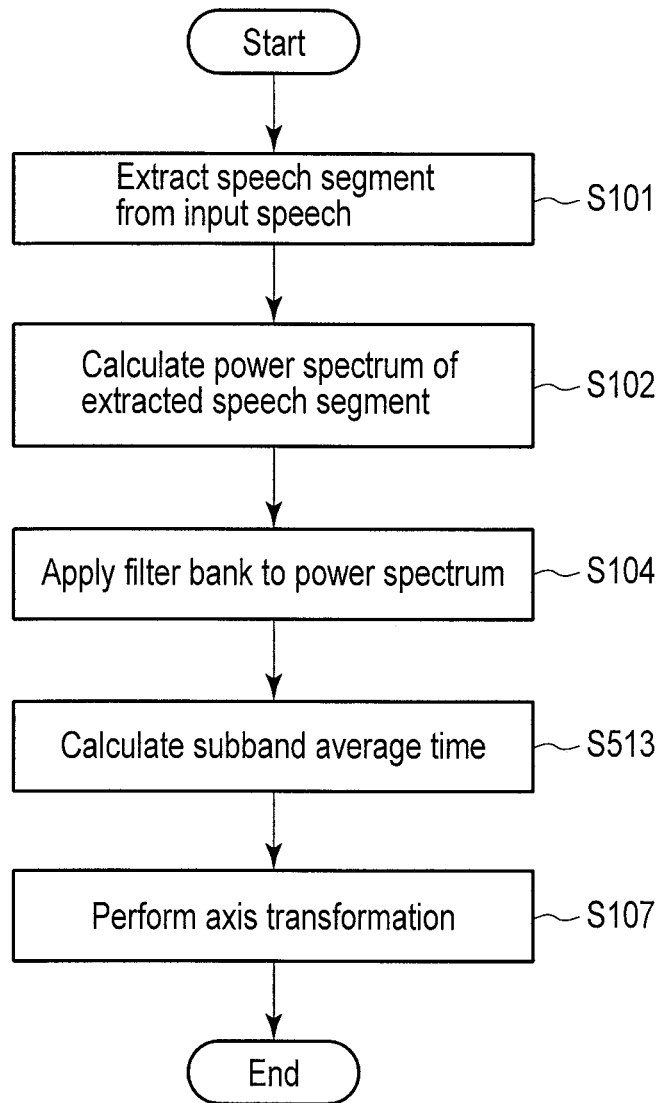 Start
Extract speech segment
from input speech
S101
Calculate power spectrum of
extracted speech segment
S102
Apply filter bank to power spectrum
S104
Calculate subband average time
S513
Perform axis transformation
S107
End